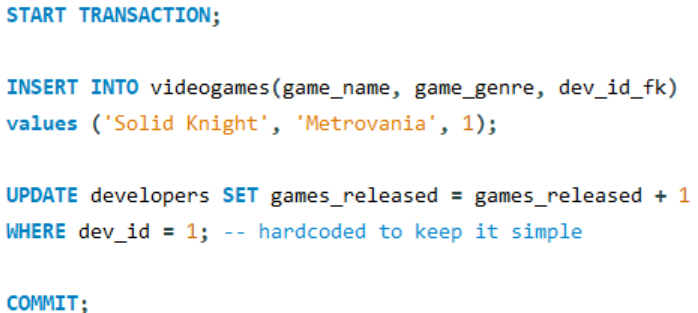 START TRANSACTION;
INSERT INTO videogames(game_name, game_genre, dev_id_fk)
values ('Solid Knight', 'Metrovania', 1);
UPDATE developers SET games_released = games_released + 1
WHERE dev_id = 1; -- hardcoded to keep it simple
COMMIT;